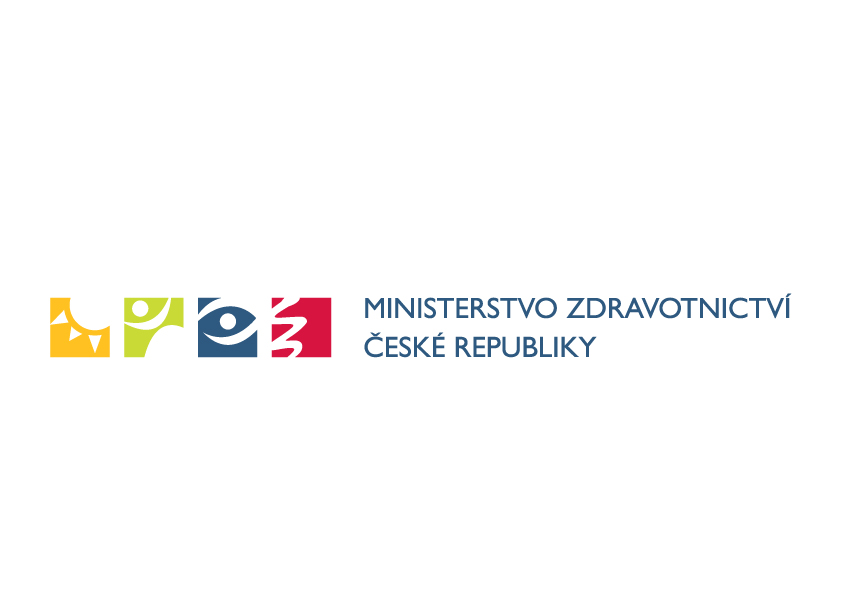 MINISTERSTVO ZDRAVOTNICTVÍ
ČESKÉ REPUBLIKY